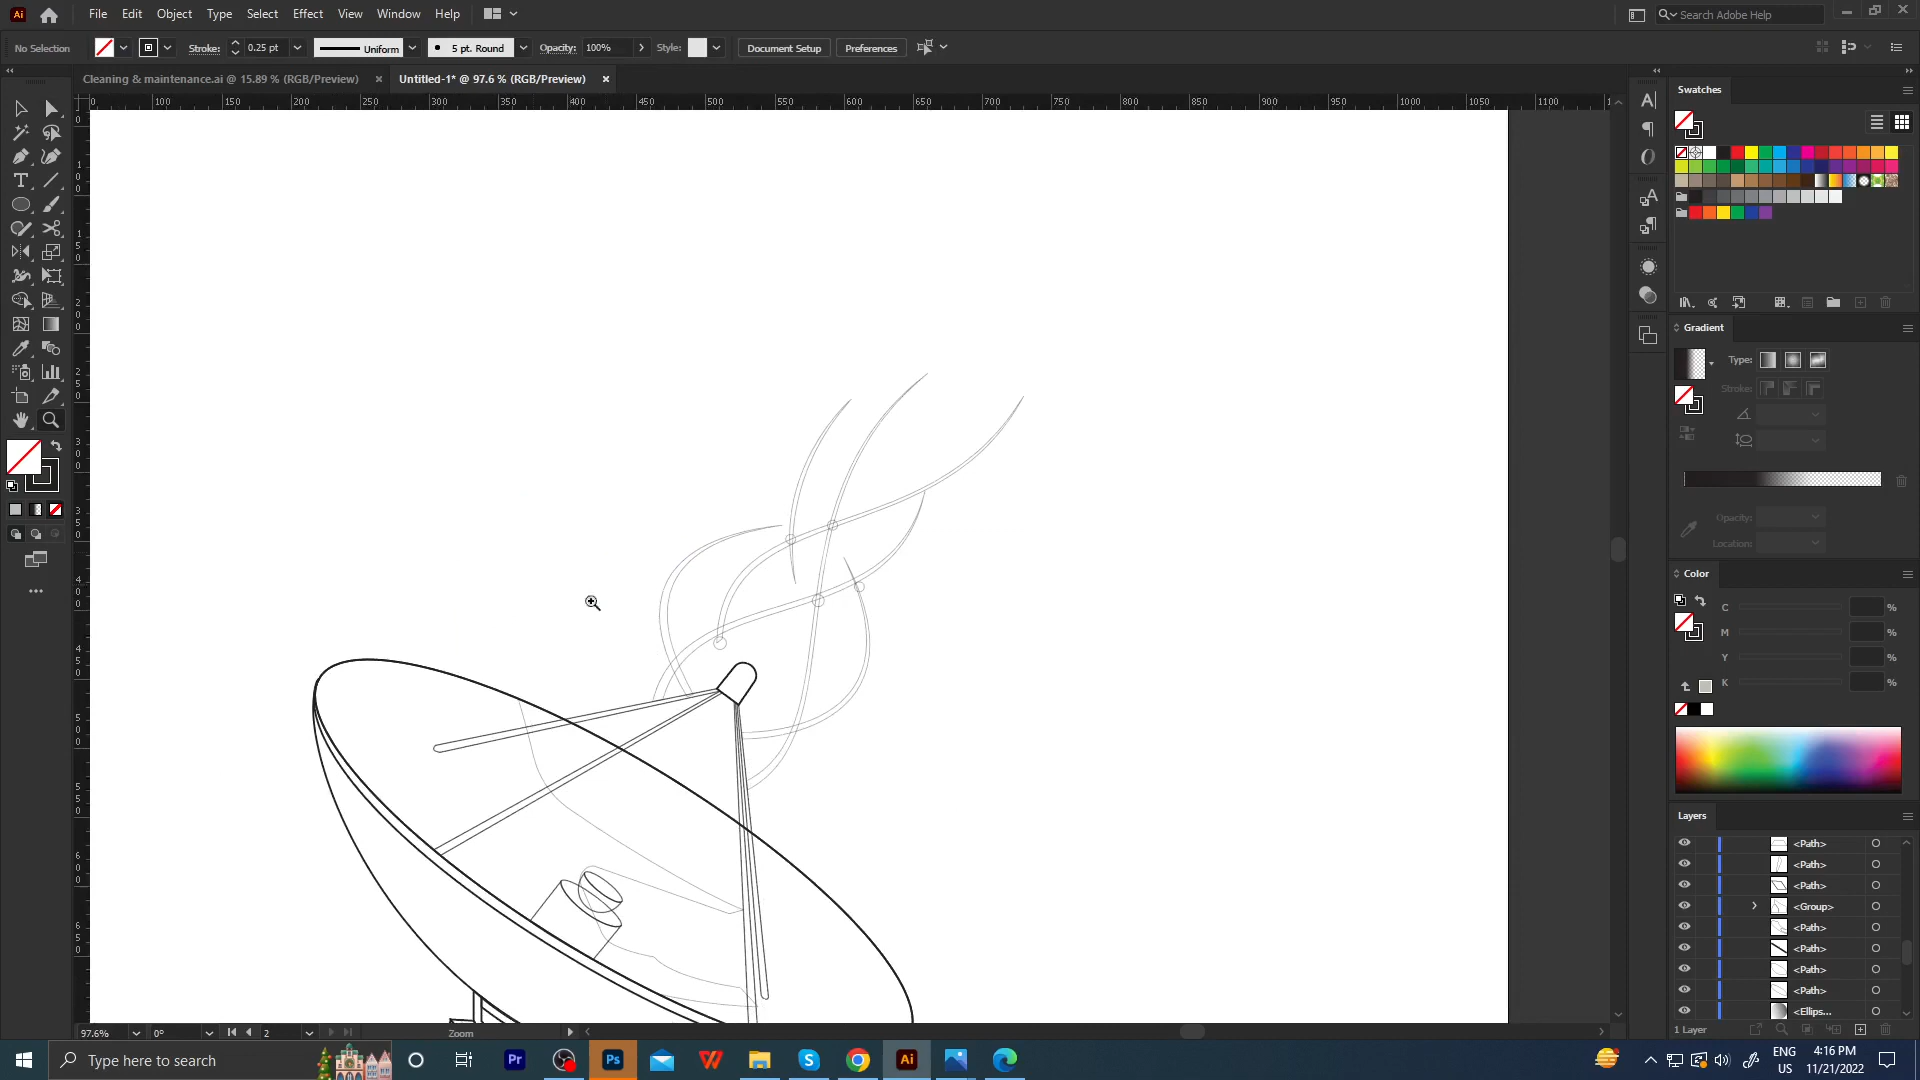 Ai File Edit Object Type Select Effect View Window Help Search Adobe Help
No Selection Stroke: 0.25 pt Uniform 5 pt. Round Opacity: 100% Style: Document Setup Preferences
Cleaning & maintenance.ai @ 15.89 % (RGB/Preview) × Untitled-1* @ 97.6 % (RGB/Preview) ×
0 100 150 200 250 300 350 400 450 500 550 600 650 700 750 800 850 900 950 1000 1050 1100
Swatches
Gradient
Type:
Stroke:
Opacity:
Location:
Color
C %
M %
Y %
K %
Layers
<Path>
<Path>
<Path>
<Group>
<Path>
<Path>
<Path>
<Path>
<Ellips...
1 Layer
97.6% 0° 2 Zoom
Type here to search Pr Ps Ai ENG 4:16 PM
US 11/21/2022